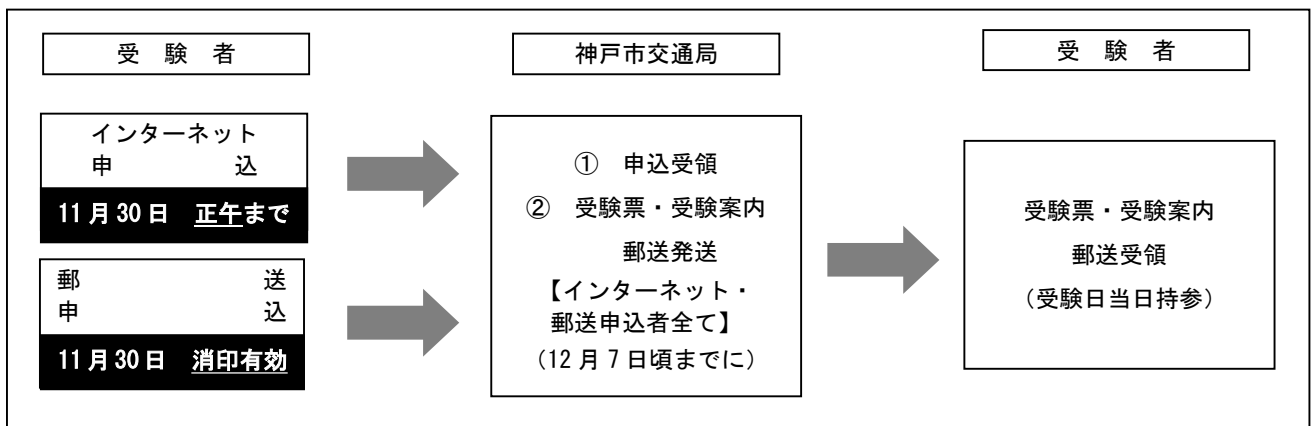 受　験　者
神戸市交通局
受　験　者
インターネット
申　　　　　込
11月30日　正午まで
郵　　　　　　　送
申　　　　　　　込
11月30日　消印有効
①　申込受領
②　受験票・受験案内
郵送発送
【インターネット・
郵送申込者全て】
（12月7日頃までに）
受験票・受験案内
郵送受領
（受験日当日持参）